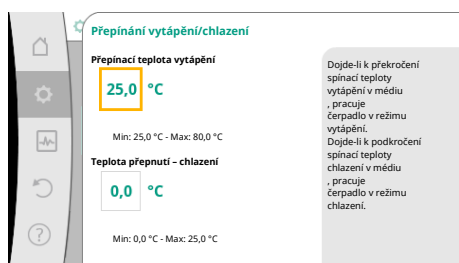 Přepínání vytápění/chlazení
Přepínací teplota vytápění
25,0 °C
Min: 25,0 °C - Max: 80,0 °C
Teplota přepnutí – chlazení
0,0 °C
Min: 0,0 °C - Max: 25,0 °C
Dojde-li k překročení
spínací teploty
vytápění v médiu
, pracuje
čerpadlo v režimu
vytápění.
Dojde-li k podkročení
spínací teploty
chlazení v médiu
, pracuje
čerpadlo v režimu
chlazení.